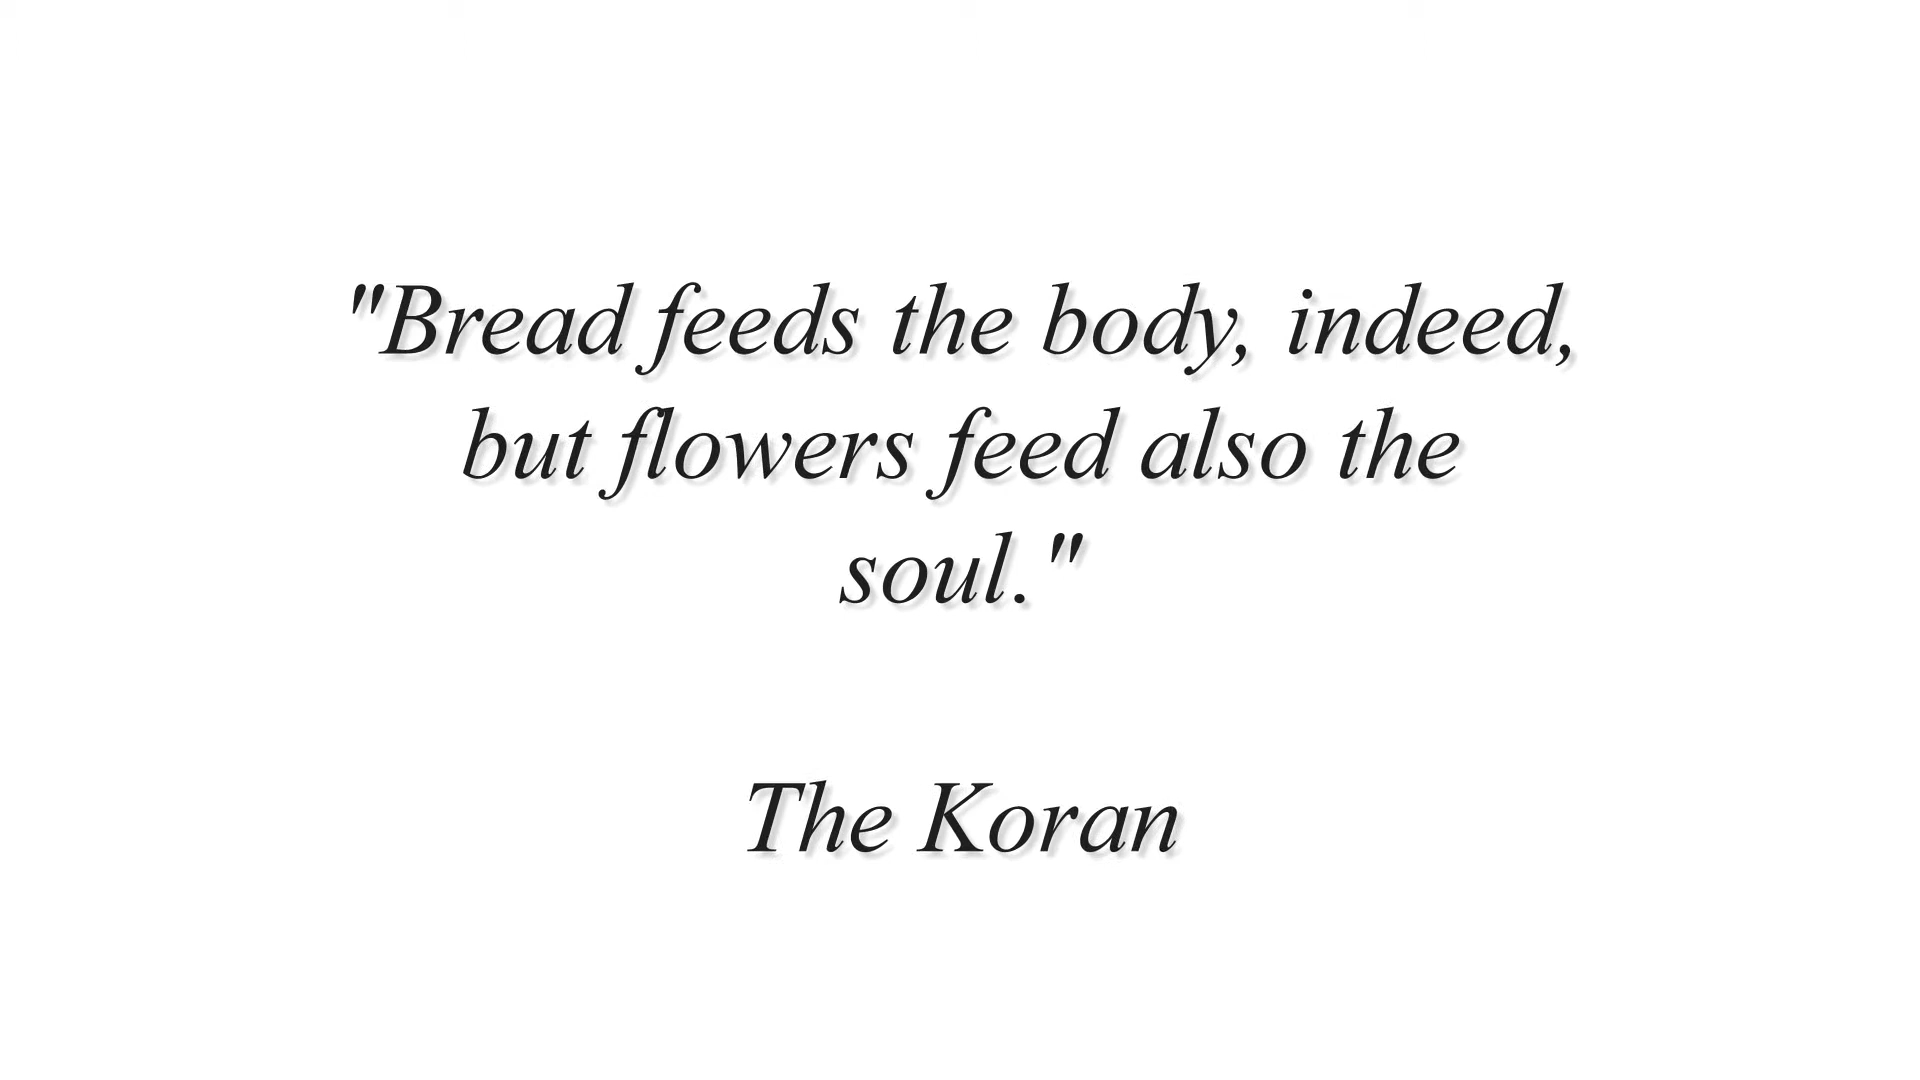 "Bread feeds the body, indeed,
but flowers feed also the
soul."
The Koran